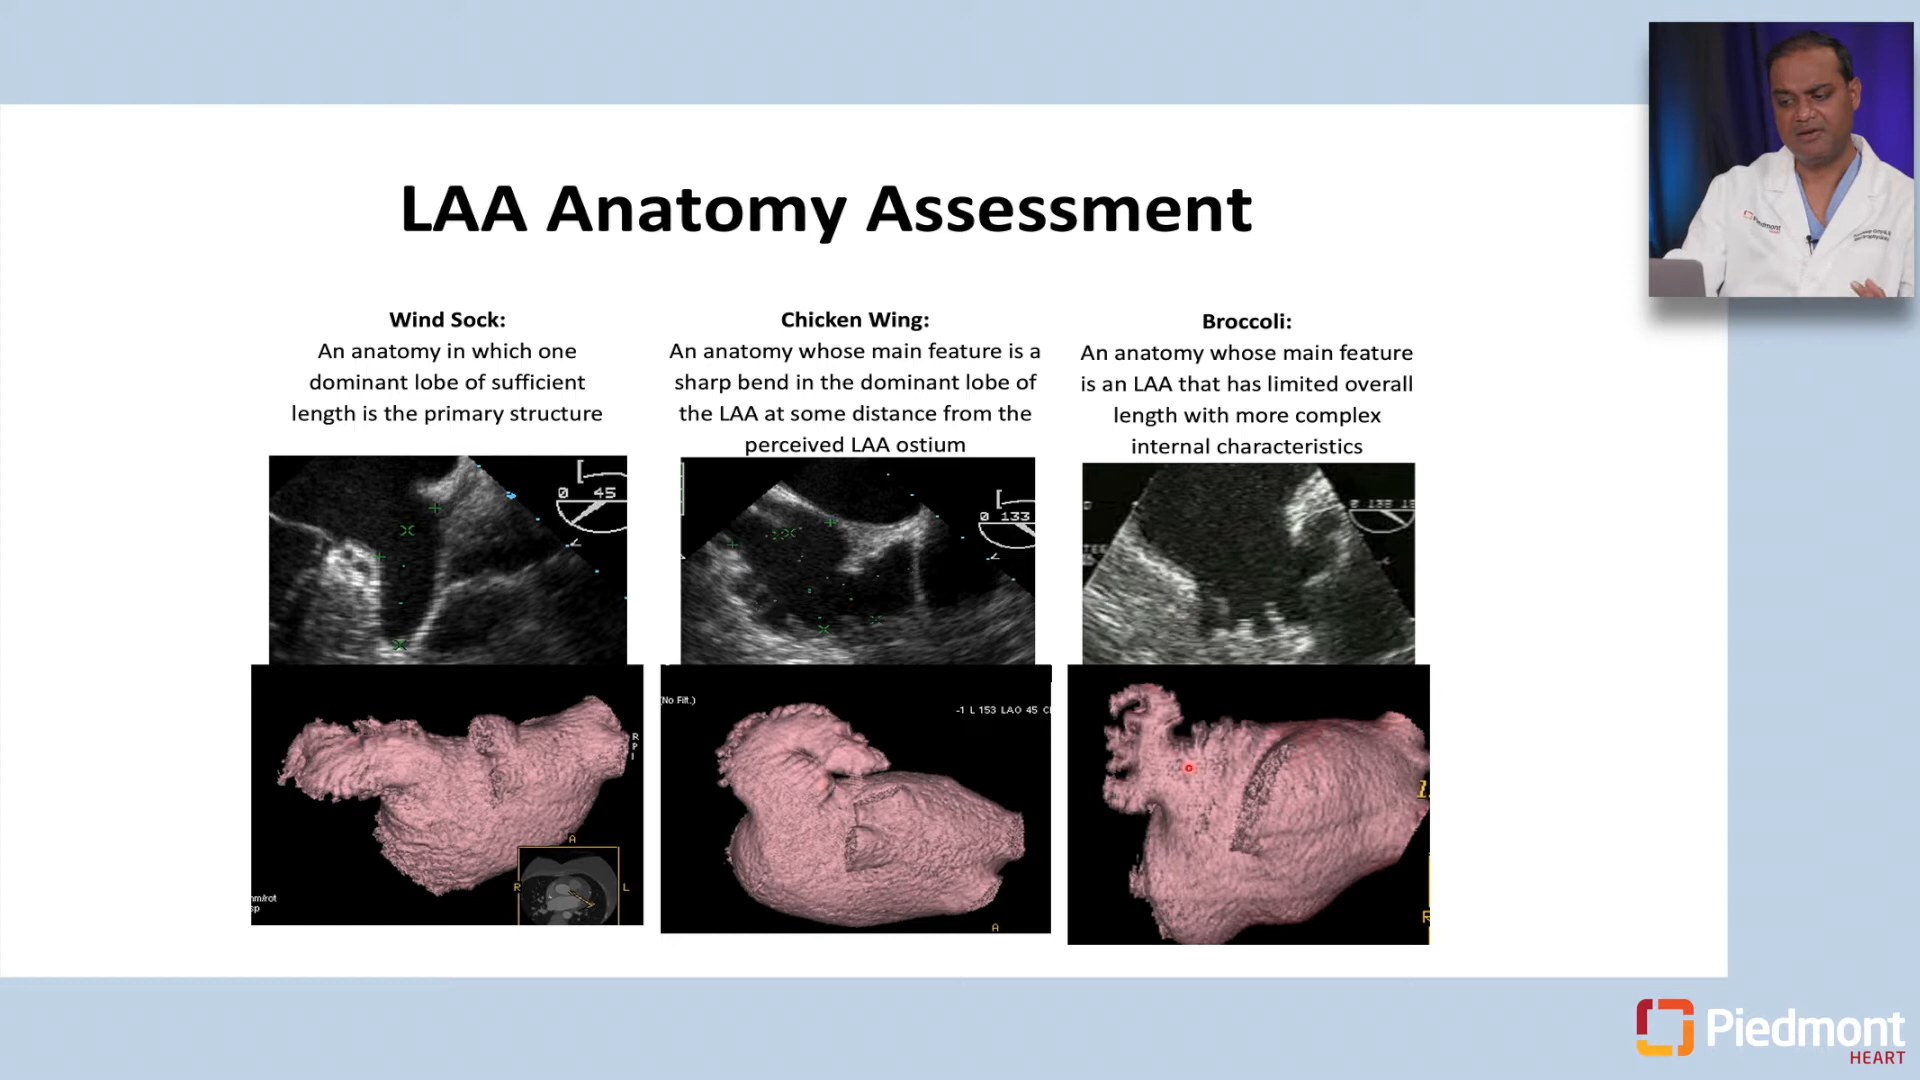 LAA Anatomy Assessment
Wind Sock:
An anatomy in which one
dominant lobe of sufficient
length is the primary structure
Chicken Wing:
An anatomy whose main feature is a
sharp bend in the dominant lobe of
the LAA at some distance from the
perceived LAA ostium
Broccoli:
An anatomy whose main feature
is an LAA that has limited overall
length with more complex
internal characteristics
0 45
0 133
R
P
I
A
R
L
(No Filt.)
-1 L 153 LAO 45 C
A
R
Piedmont
Piedmont
HEART